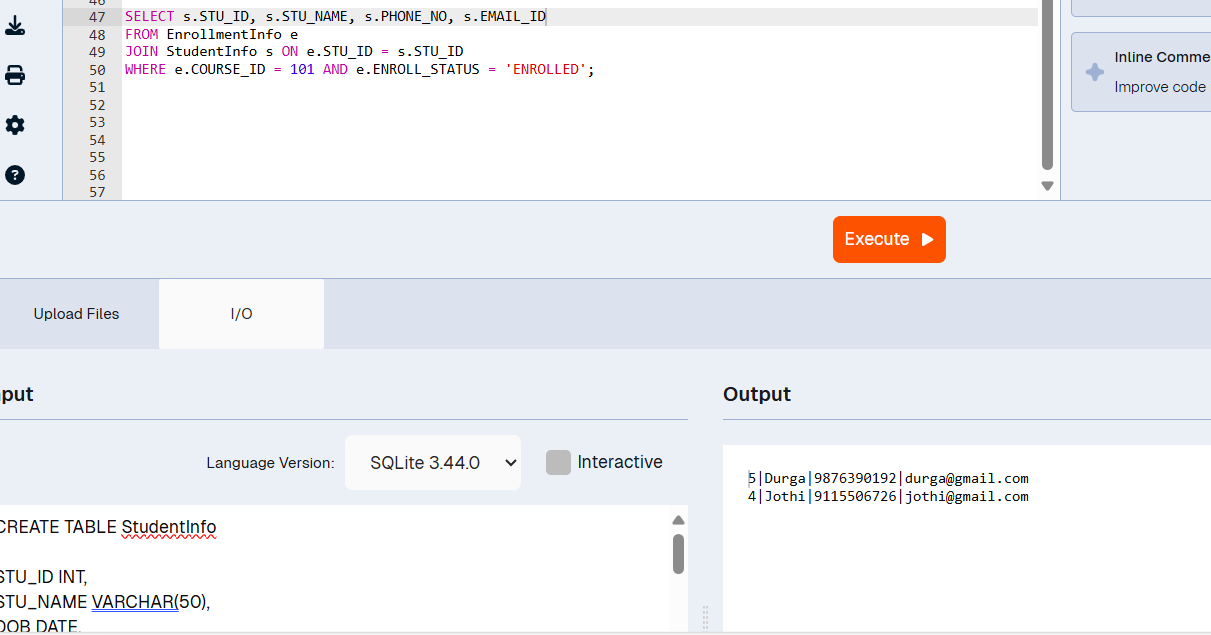 46
47 SELECT s.STU_ID, s.STU_NAME, s.PHONE_NO, s.EMAIL_ID
48 FROM EnrollmentInfo e
49 JOIN StudentInfo s ON e.STU_ID = s.STU_ID
50 WHERE e.COURSE_ID = 101 AND e.ENROLL_STATUS = 'ENROLLED';
51
52
53
54
55
56
57
Inline Comme
Improve code
Execute
Upload Files
I/O
put
Language Version:
SQLite 3.44.0
Interactive
CREATE TABLE StudentInfo
STU_ID INT,
STU_NAME VARCHAR(50),
DOB DATE,
Output
5|Durga|9876390192|durga@gmail.com
4|Jothi|9115506726|jothi@gmail.com